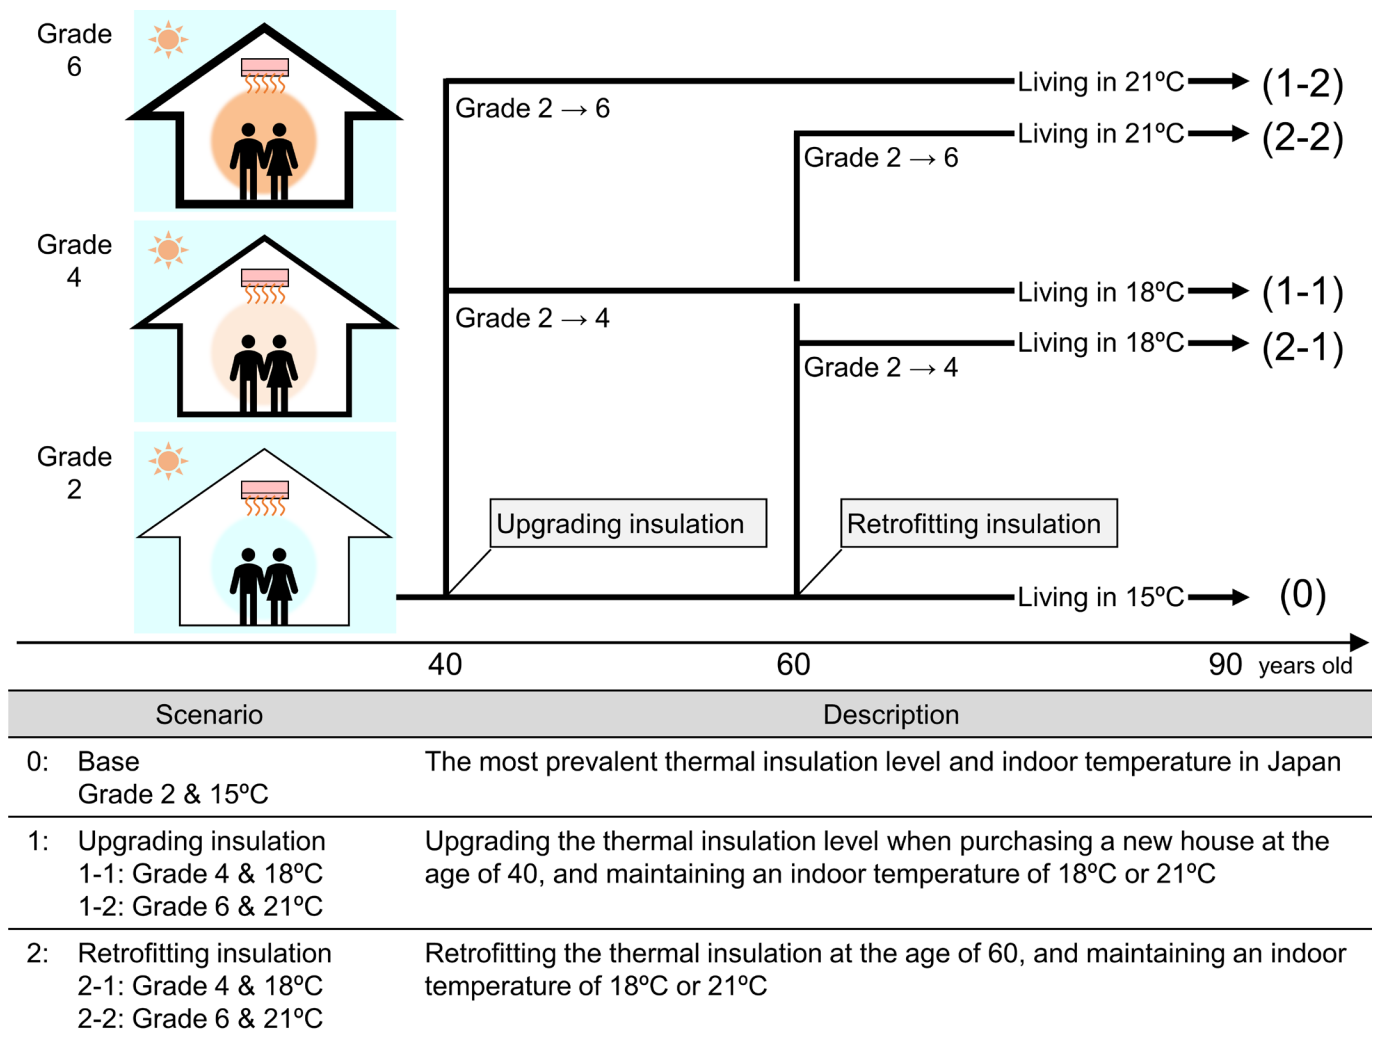 Grade
6
Grade 2 → 6
Living in 21ºC
(1-2)
Living in 21ºC
(2-2)
Grade 2 → 6
Grade
4
Grade 2 → 4
Living in 18ºC
(1-1)
Living in 18ºC
(2-1)
Grade 2 → 4
Grade
2
Upgrading insulation
Retrofitting insulation
Living in 15ºC
(0)
40
60
90 years old
Scenario
Description
0: Base
Grade 2 & 15ºC
The most prevalent thermal insulation level and indoor temperature in Japan
1: Upgrading insulation
1-1: Grade 4 & 18ºC
1-2: Grade 6 & 21ºC
Upgrading the thermal insulation level when purchasing a new house at the
age of 40, and maintaining an indoor temperature of 18ºC or 21ºC
2: Retrofitting insulation
2-1: Grade 4 & 18ºC
2-2: Grade 6 & 21ºC
Retrofitting the thermal insulation at the age of 60, and maintaining an indoor
temperature of 18ºC or 21ºC